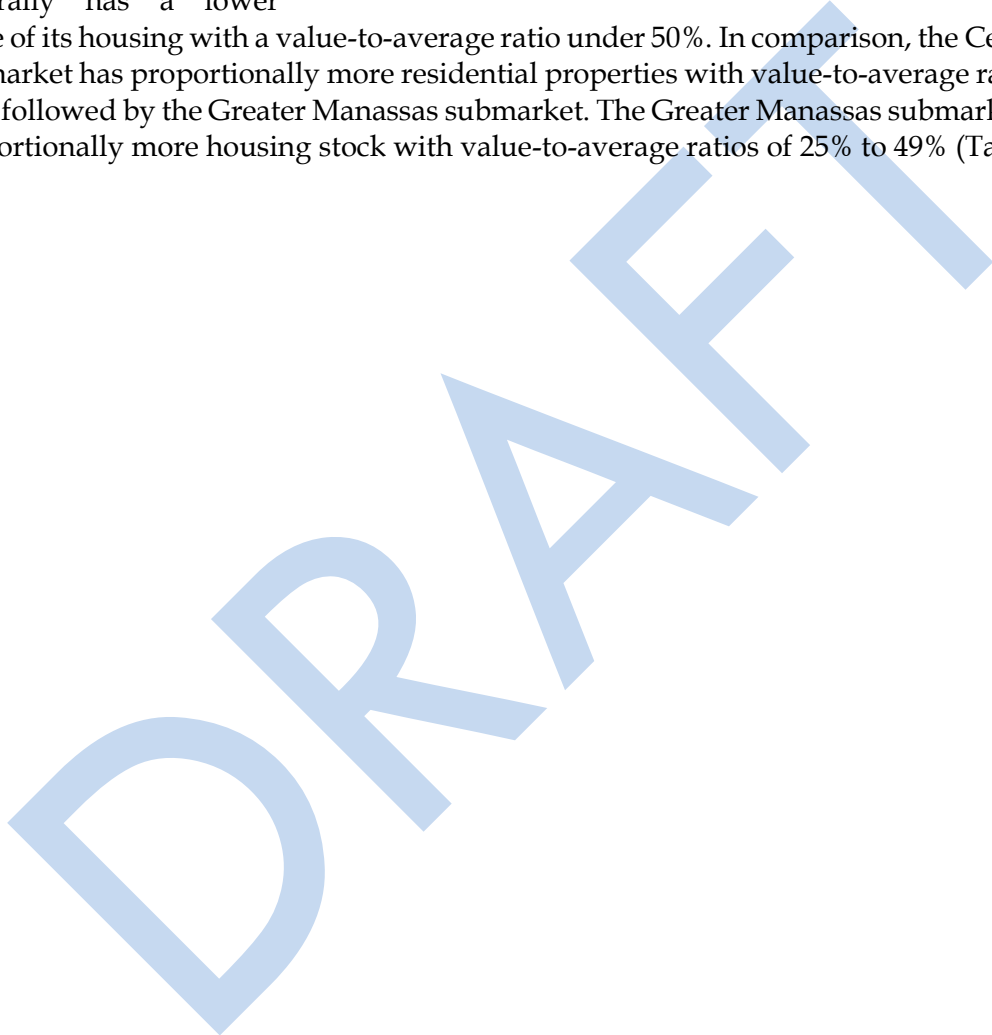 rally has a lower
e of its housing with a value-to-average ratio under 50%. In comparison, the Ce
market has proportionally more residential properties with value-to-average ra
followed by the Greater Manassas submarket. The Greater Manassas submark
ortionally more housing stock with value-to-average ratios of 25% to 49% (Ta
DRAFT